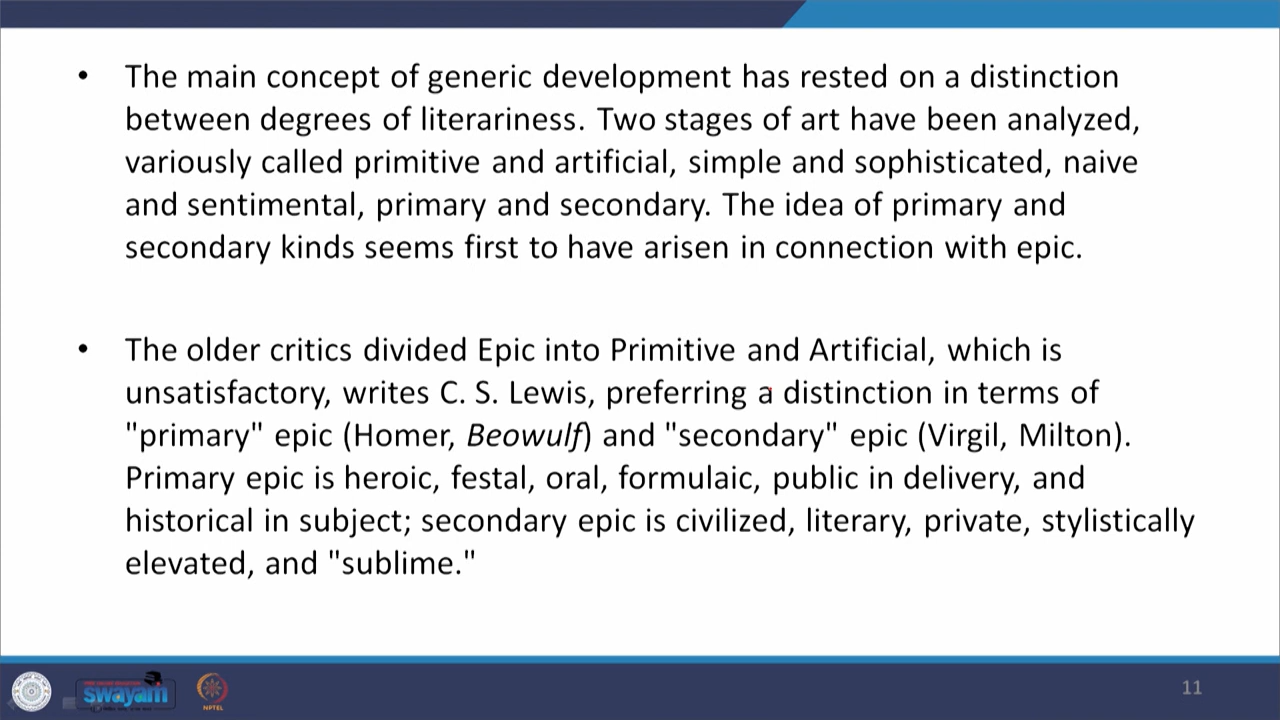 • The main concept of generic development has rested on a distinction
between degrees of literariness. Two stages of art have been analyzed,
variously called primitive and artificial, simple and sophisticated, naive
and sentimental, primary and secondary. The idea of primary and
secondary kinds seems first to have arisen in connection with epic.
• The older critics divided Epic into Primitive and Artificial, which is
unsatisfactory, writes C. S. Lewis, preferring a distinction in terms of
"primary" epic (Homer, Beowulf) and "secondary" epic (Virgil, Milton).
Primary epic is heroic, festal, oral, formulaic, public in delivery, and
historical in subject; secondary epic is civilized, literary, private, stylistically
elevated, and "sublime."
swayam
NPTEL
11